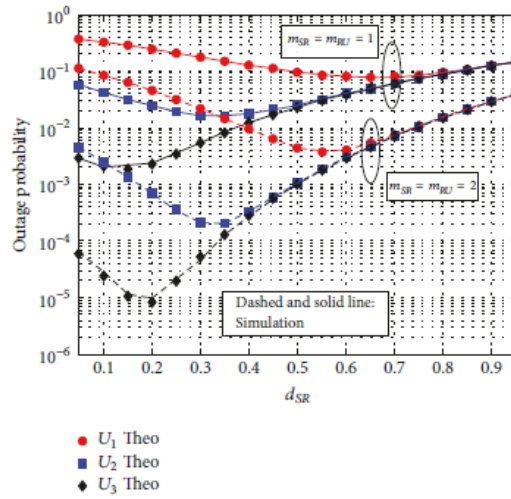 10^0
10^-1
10^-2
10^-3
10^-4
10^-5
10^-6
Outage probability
m_SR = m_RU = 1
m_SR = m_RU = 2
Dashed and solid line:
Simulation
0.1 0.2 0.3 0.4 0.5 0.6 0.7 0.8 0.9
d_SR
U_1 Theo
U_2 Theo
U_3 Theo